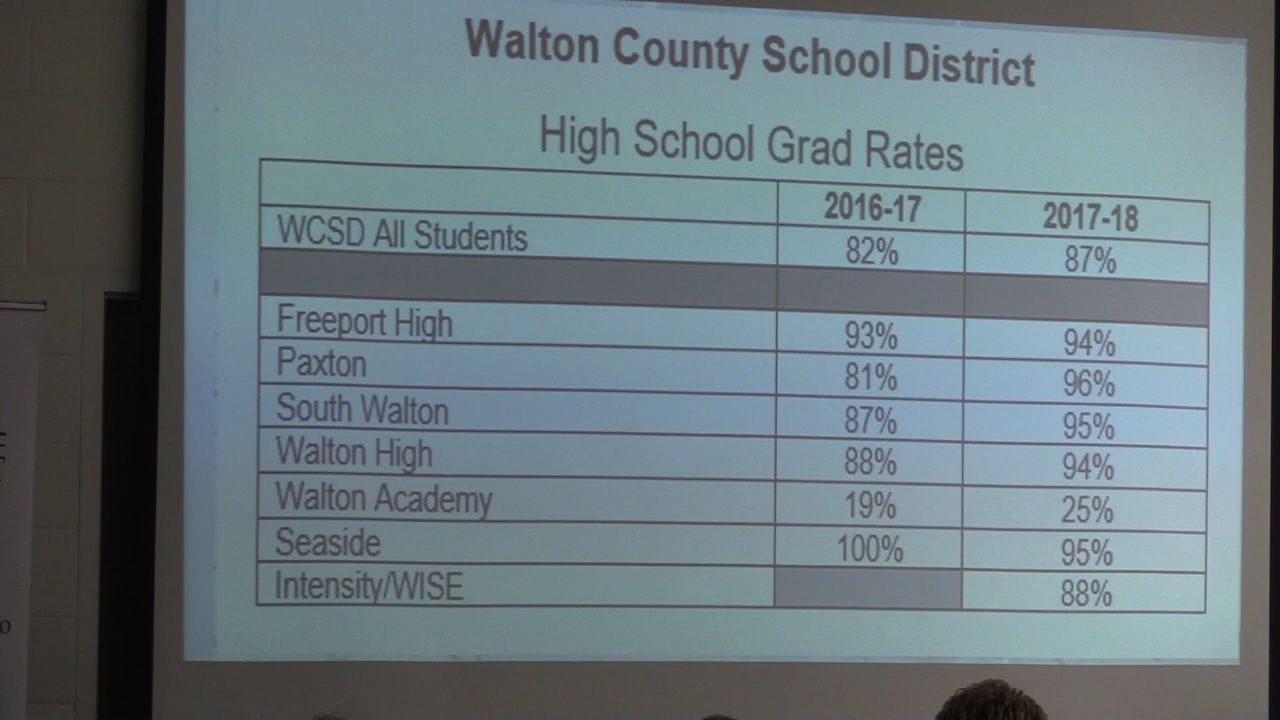 Walton County School District
High School Grad Rates
2016-17 2017-18
WCSD All Students 82% 87%
Freeport High 93% 94%
Paxton 81% 96%
South Walton 87% 95%
Walton High 88% 94%
Walton Academy 19% 25%
Seaside 100% 95%
Intensity/WISE 88%